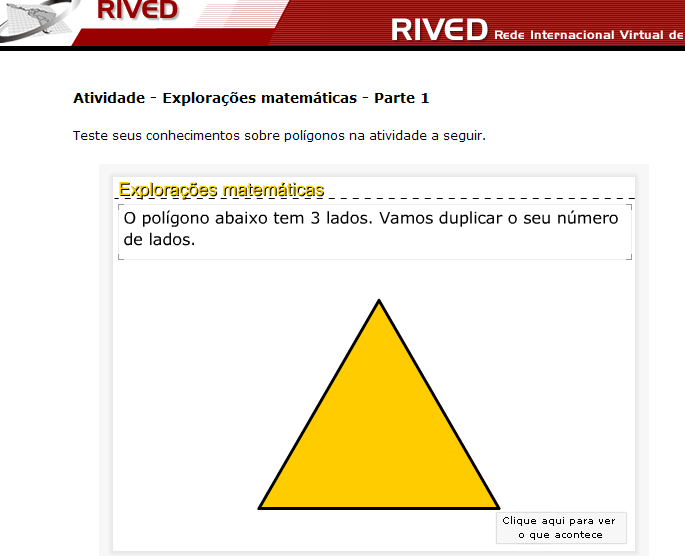 RIVED
RIVED Rede Internacional Virtual de
Atividade - Explorações matemáticas - Parte 1
Teste seus conhecimentos sobre polígonos na atividade a seguir.
Explorações matemáticas
O polígono abaixo tem 3 lados. Vamos duplicar o seu número
de lados.
Clique aqui para ver
o que acontece